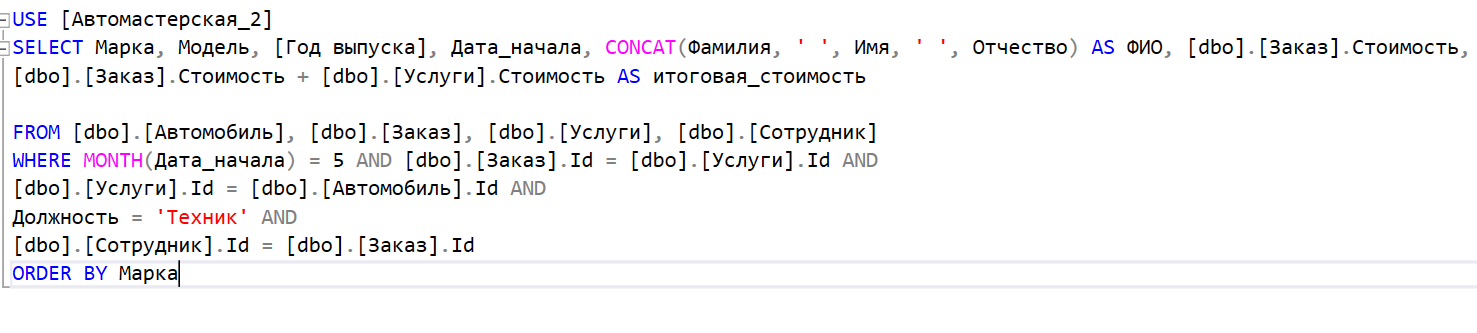 USE [Автомастерская_2]
SELECT Марка, Модель, [Год выпуска], Дата_начала, CONCAT(Фамилия, ' ', Имя, ' ', Отчество) AS ФИО, [dbo].[Заказ].Стоимость,
[dbo].[Заказ].Стоимость + [dbo].[Услуги].Стоимость AS итоговая_стоимость
FROM [dbo].[Автомобиль], [dbo].[Заказ], [dbo].[Услуги], [dbo].[Сотрудник]
WHERE MONTH(Дата_начала) = 5 AND [dbo].[Заказ].Id = [dbo].[Услуги].Id AND
[dbo].[Услуги].Id = [dbo].[Автомобиль].Id AND
Должность = 'Техник' AND
[dbo].[Сотрудник].Id = [dbo].[Заказ].Id
ORDER BY Марка